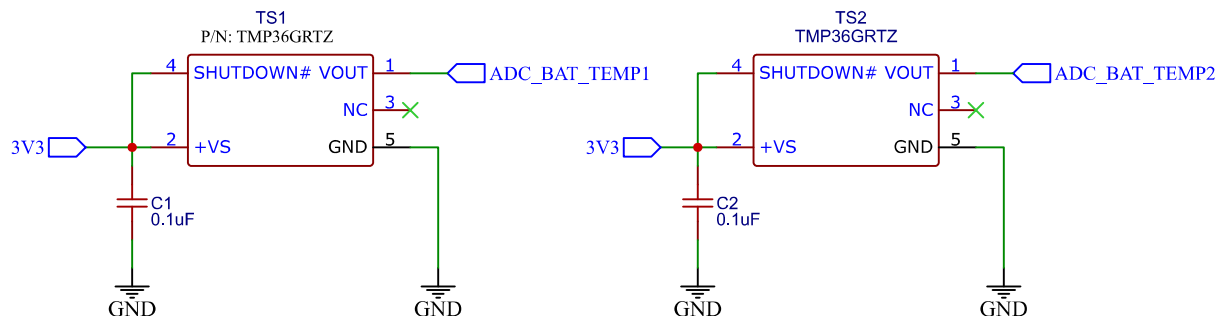 TS1
P/N: TMP36GRTZ
4 SHUTDOWN# VOUT 1 ADC_BAT_TEMP1
NC 3
3V3 2 +VS GND 5
C1
0.1uF
GND GND
TS2
TMP36GRTZ
4 SHUTDOWN# VOUT 1 ADC_BAT_TEMP2
NC 3
3V3 2 +VS GND 5
C2
0.1uF
GND GND